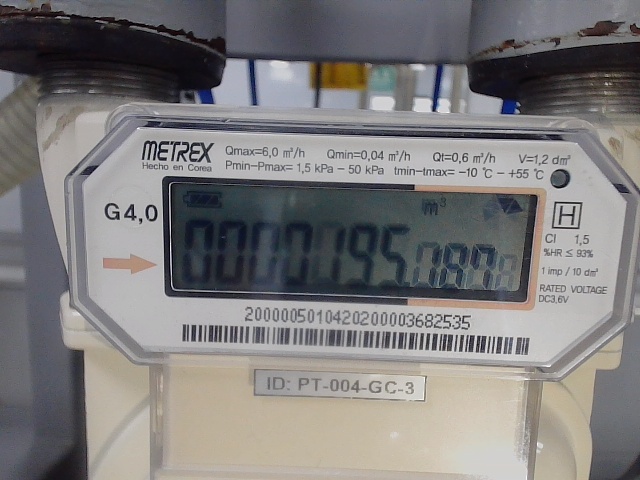 METREX
Hecho en Corea
Qmax=6,0 m³/h Qmin=0,04 m³/h Qt=0,6 m³/h V=1,2 dm³
Pmin-Pmax= 1,5 kPa - 50 kPa tmin-tmax= -10 °C - +55 °C
G4,0
m³
H
Cl 1,5
%HR ≤ 93%
1 imp / 10 dm³
RATED VOLTAGE
DC3,6V
20000050104202000003682535
ID: PT-004-GC-3